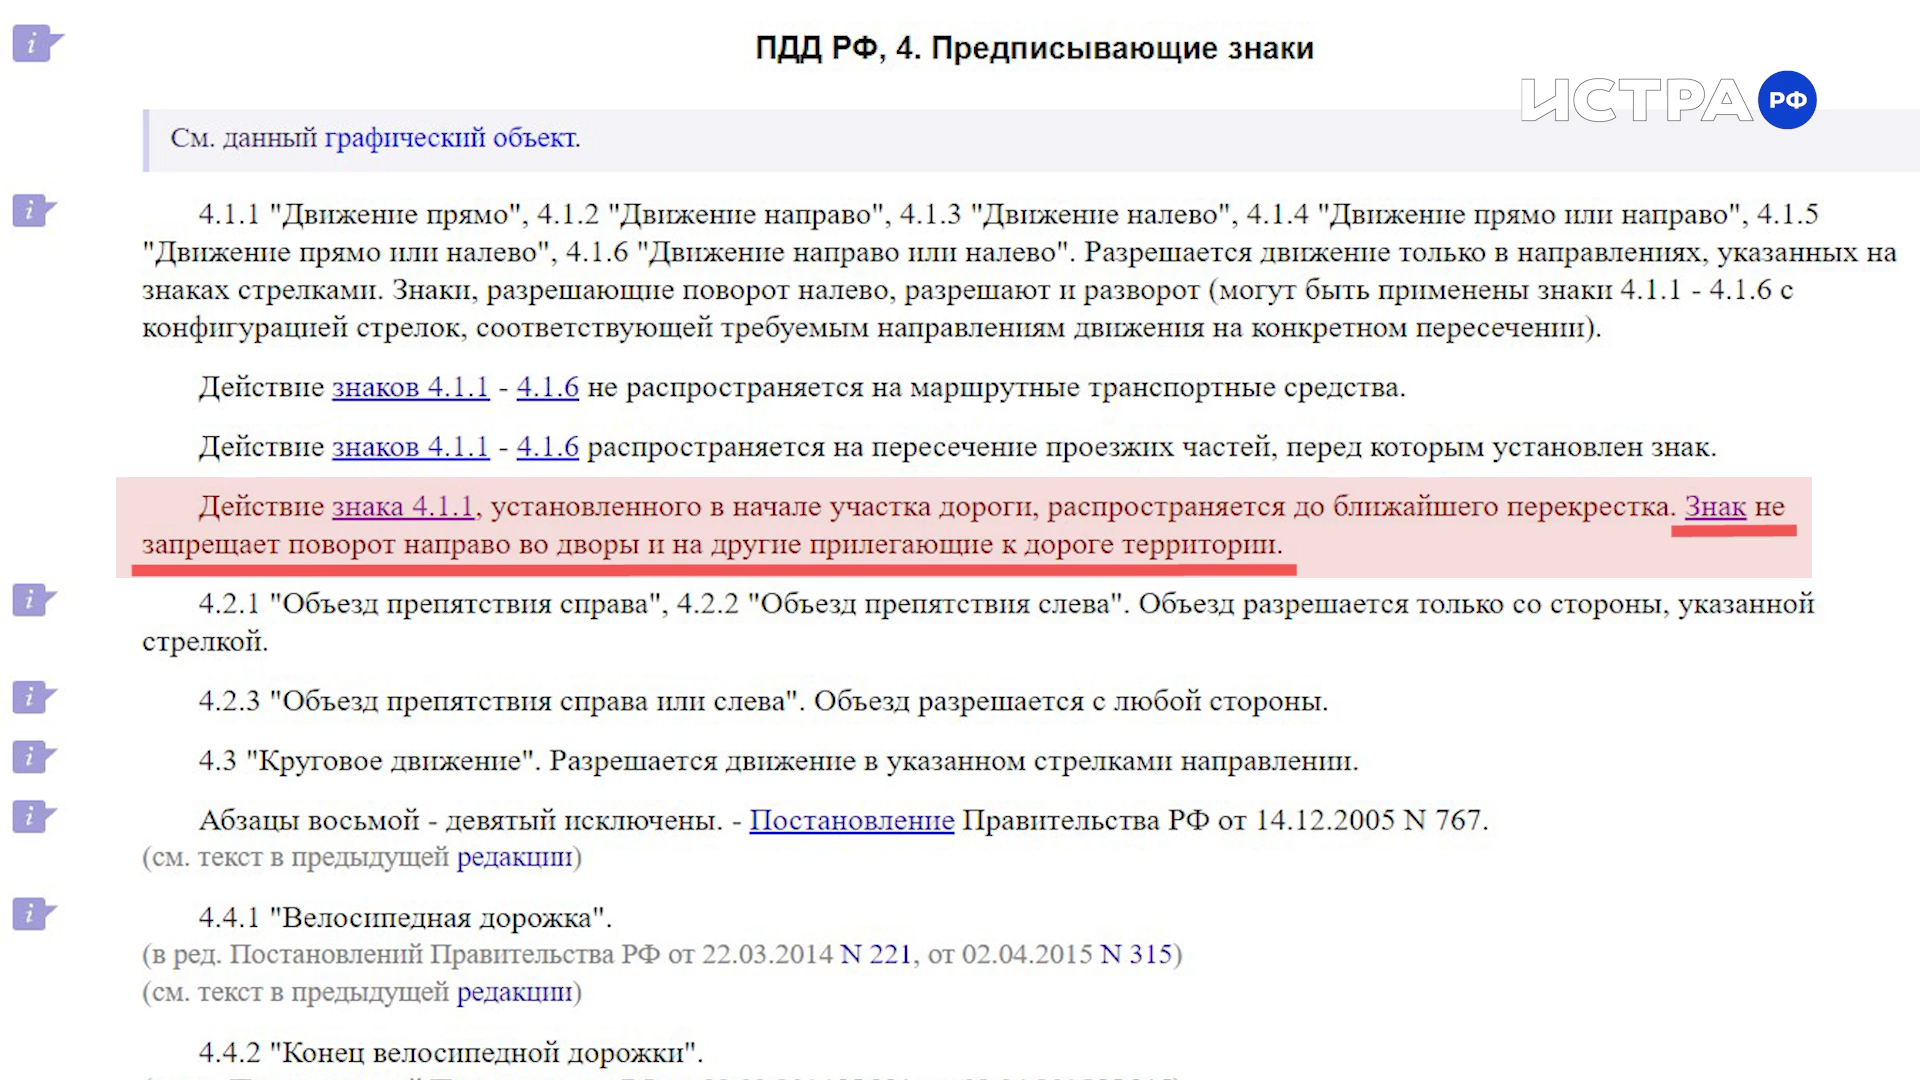 ПДД РФ, 4. Предписывающие знаки
ИСТРА РФ
См. данный графический объект.
4.1.1 "Движение прямо", 4.1.2 "Движение направо", 4.1.3 "Движение налево", 4.1.4 "Движение прямо или направо", 4.1.5
"Движение прямо или налево", 4.1.6 "Движение направо или налево". Разрешается движение только в направлениях, указанных на
знаках стрелками. Знаки, разрешающие поворот налево, разрешают и разворот (могут быть применены знаки 4.1.1 - 4.1.6 с
конфигурацией стрелок, соответствующей требуемым направлениям движения на конкретном пересечении).
Действие знаков 4.1.1 - 4.1.6 не распространяется на маршрутные транспортные средства.
Действие знаков 4.1.1 - 4.1.6 распространяется на пересечение проезжих частей, перед которым установлен знак.
Действие знака 4.1.1, установленного в начале участка дороги, распространяется до ближайшего перекрестка. Знак не
запрещает поворот направо во дворы и на другие прилегающие к дороге территории.
4.2.1 "Объезд препятствия справа", 4.2.2 "Объезд препятствия слева". Объезд разрешается только со стороны, указанной
стрелкой.
4.2.3 "Объезд препятствия справа или слева". Объезд разрешается с любой стороны.
4.3 "Круговое движение". Разрешается движение в указанном стрелками направлении.
Абзацы восьмой - девятый исключены. - Постановление Правительства РФ от 14.12.2005 N 767.
(см. текст в предыдущей редакции)
4.4.1 "Велосипедная дорожка".
(в ред. Постановлений Правительства РФ от 22.03.2014 N 221, от 02.04.2015 N 315)
(см. текст в предыдущей редакции)
4.4.2 "Конец велосипедной дорожки".